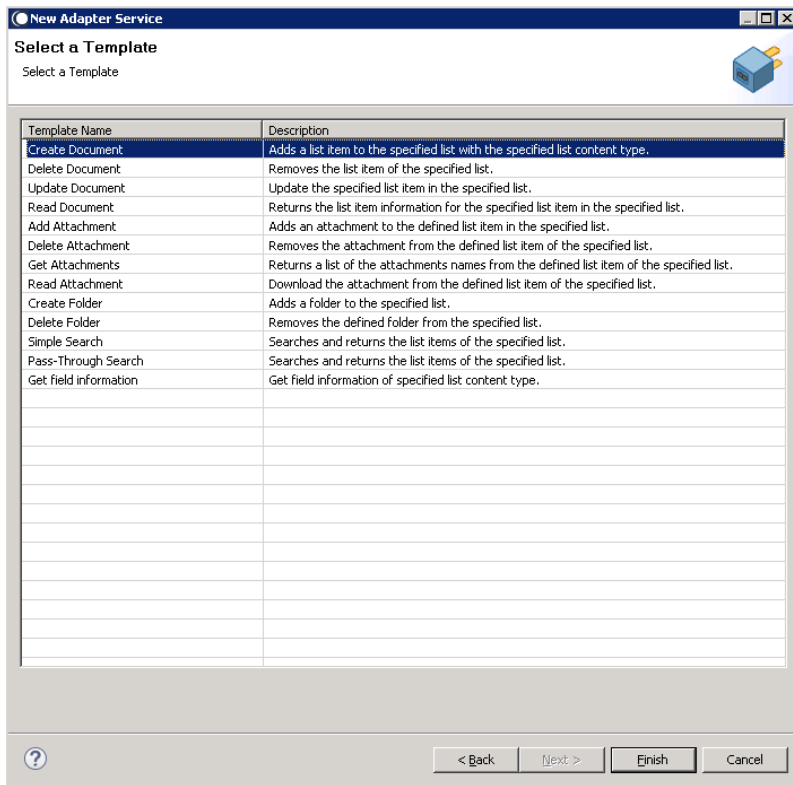 New Adapter Service
Select a Template
Select a Template
Template Name Description
Create Document Adds a list item to the specified list with the specified list content type.
Delete Document Removes the list item of the specified list.
Update Document Update the specified list item in the specified list.
Read Document Returns the list item information for the specified list item in the specified list.
Add Attachment Adds an attachment to the defined list item in the specified list.
Delete Attachment Removes the attachment from the defined list item of the specified list.
Get Attachments Returns a list of the attachments names from the defined list item of the specified list.
Read Attachment Download the attachment from the defined list item of the specified list.
Create Folder Adds a folder to the specified list.
Delete Folder Removes the defined folder from the specified list.
Simple Search Searches and returns the list items of the specified list.
Pass-Through Search Searches and returns the list items of the specified list.
Get field information Get field information of specified list content type.
? < Back Next > Finish Cancel